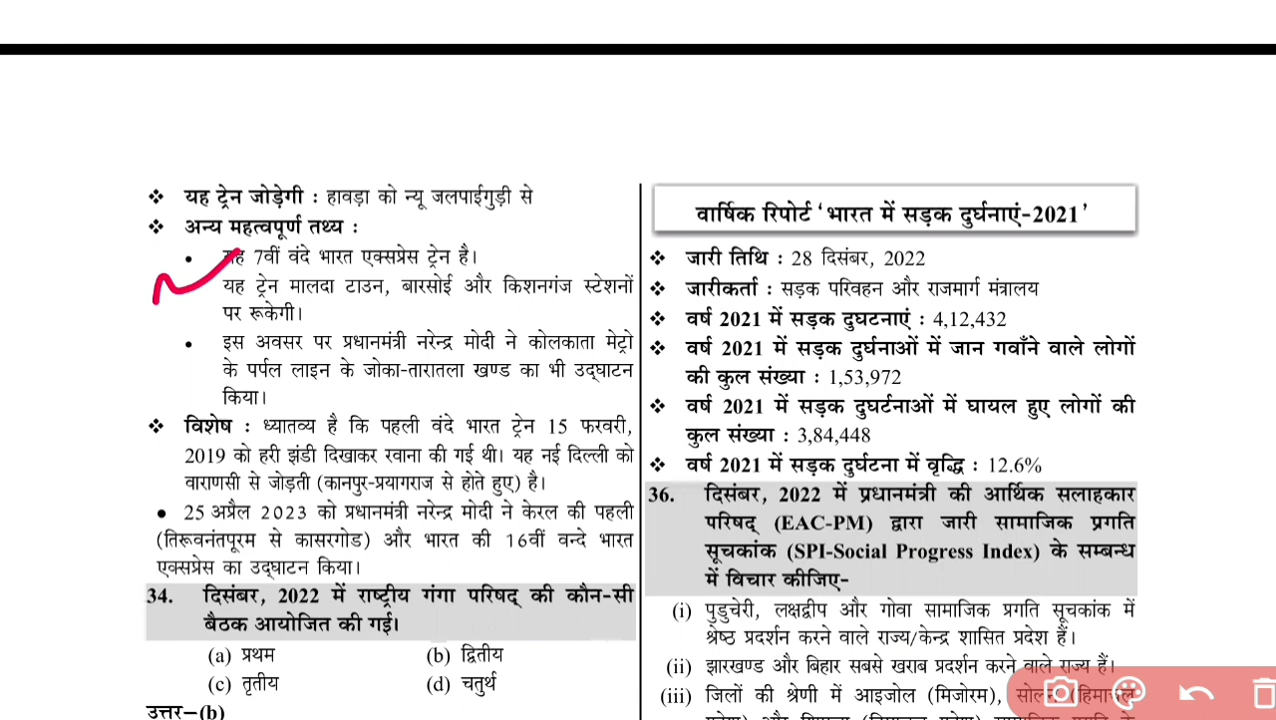 ❖ यह ट्रेन जोड़ेगी : हावड़ा को न्यू जलपाईगुड़ी से
❖ अन्य महत्वपूर्ण तथ्य :
• यह 7वीं वंदे भारत एक्सप्रेस ट्रेन है।
यह ट्रेन मालदा टाउन, बारसोई और किशनगंज स्टेशनों
पर रूकेगी।
• इस अवसर पर प्रधानमंत्री नरेन्द्र मोदी ने कोलकाता मेट्रो
के पर्पल लाइन के जोका-तारातला खण्ड का भी उद्घाटन
किया।
❖ विशेष : ध्यातव्य है कि पहली वंदे भारत ट्रेन 15 फरवरी,
2019 को हरी झंडी दिखाकर रवाना की गई थी। यह नई दिल्ली को
वाराणसी से जोड़ती (कानपुर-प्रयागराज से होते हुए) है।
• 25 अप्रैल 2023 को प्रधानमंत्री नरेन्द्र मोदी ने केरल की पहली
(तिरूवनंतपूरम से कासरगोड) और भारत की 16वीं वन्दे भारत
एक्सप्रेस का उद्घाटन किया।
34. दिसंबर, 2022 में राष्ट्रीय गंगा परिषद् की कौन-सी
बैठक आयोजित की गई।
(a) प्रथम (b) द्वितीय
(c) तृतीय (d) चतुर्थ
उत्तर—(b)
वार्षिक रिपोर्ट ‘भारत में सड़क दुर्घनाएं-2021’
❖ जारी तिथि : 28 दिसंबर, 2022
❖ जारीकर्ता : सड़क परिवहन और राजमार्ग मंत्रालय
❖ वर्ष 2021 में सड़क दुघटनाएं : 4,12,432
❖ वर्ष 2021 में सड़क दुर्घनाओं में जान गवाँने वाले लोगों
की कुल संख्या : 1,53,972
❖ वर्ष 2021 में सड़क दुघर्टनाओं में घायल हुए लोगों की
कुल संख्या : 3,84,448
❖ वर्ष 2021 में सड़क दुर्घटना में वृद्धि : 12.6%
36. दिसंबर, 2022 में प्रधानमंत्री की आर्थिक सलाहकार
परिषद् (EAC-PM) द्वारा जारी सामाजिक प्रगति
सूचकांक (SPI-Social Progress Index) के सम्बन्ध
में विचार कीजिए-
(i) पुडुचेरी, लक्षद्वीप और गोवा सामाजिक प्रगति सूचकांक में
श्रेष्ठ प्रदर्शन करने वाले राज्य/केन्द्र शासित प्रदेश हैं।
(ii) झारखण्ड और बिहार सबसे खराब प्रदर्शन करने वाले राज्य हैं।
(iii) जिलों की श्रेणी में आइजोल (मिजोरम), सोलन (हिमाचल